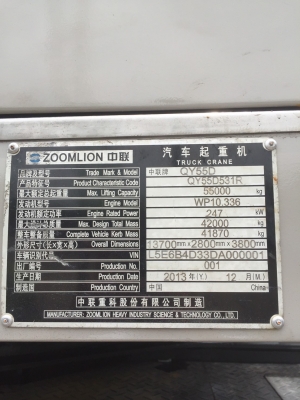 ZOOMLION 中联
汽车起重机
TRUCK CRANE
品牌及型号 Trade Mark & Model 中联牌 QY55D
产品特征代号 Product Characteristic Code QY55D531R
最大额定总起重量 Max. Lifting Capacity 55000 kg
发动机型号 Engine Model WP10.336
发动机额定功率 Engine Rated Power 247 kW
最大允许总质量 Max. Design Total Mass 42000 kg
整车整备质量 Complete Vehicle Kerb Mass 41870 kg
外形尺寸(长×宽×高) Overall Dimensions 13700mm×2800mm×3800mm
车辆识别代号 V.I.N. L5E6B4D33DA000001
出厂编号 Production No. 001
生产日期 Production Date 2013 年(Y.) 12 月(M.)
制造国 Production Country 中国 China
中联重科股份有限公司制造
MANUFACTURER: ZOOMLION HEAVY INDUSTRY SCIENCE & TECHNOLOGY CO., LTD.